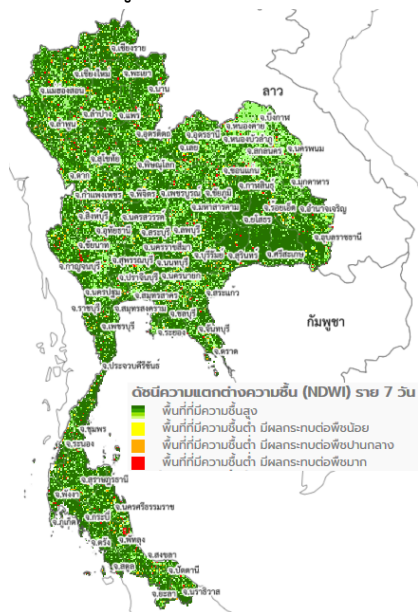 จ.เชียงราย
จ.เชียงใหม่
จ.พะเยา
จ.น่าน
จ.แม่ฮ่องสอน
จ.ลำปาง
จ.แพร่
จ.ลำพูน
ลาว
จ.บึงกาฬ
จ.หนองคาย
จ.อุตรดิตถ์
จ.อุดรธานี
จ.หนองบัวลำภู
จ.เลย
จ.สกลนคร
จ.นครพนม
จ.สุโขทัย
จ.พิษณุโลก
จ.ขอนแก่น
จ.ตาก
จ.กาฬสินธุ์
จ.มุกดาหาร
จ.กำแพงเพชร
จ.พิจิตร
จ.เพชรบูรณ์
จ.ชัยภูมิ
จ.มหาสารคาม
จ.ร้อยเอ็ด
จ.อำนาจเจริญ
จ.สิงห์บุรี
จ.นครสวรรค์
จ.ยโสธร
จ.อุทัยธานี
จ.สระบุรี
จ.ลพบุรี
จ.อุบลราชธานี
จ.ชัยนาท
จ.นครราชสีมา
จ.บุรีรัมย์
จ.สุรินทร์
จ.ศรีสะเกษ
จ.กาญจนบุรี
จ.สุพรรณบุรี
จ.นนทบุรี
จ.ปราจีนบุรี
จ.นครนายก
จ.สระแก้ว
จ.นครปฐม
จ.สมุทรสาคร
จ.ราชบุรี
จ.สมุทรสงคราม
จ.ชลบุรี
กัมพูชา
จ.เพชรบุรี
จ.ระยอง
จ.จันทบุรี
จ.ตราด
จ.ประจวบคีรีขันธ์
ดัชนีความแตกต่างความชื้น (NDWI) ราย 7 วัน
พื้นที่ที่มีความชื้นสูง
พื้นที่ที่มีความชื้นต่ำ มีผลกระทบต่อพืชน้อย
พื้นที่ที่มีความชื้นต่ำ มีผลกระทบต่อพืชปานกลาง
พื้นที่ที่มีความชื้นต่ำ มีผลกระทบต่อพืชมาก
จ.ชุมพร
จ.ระนอง
จ.สุราษฎร์ธานี
จ.พังงา
จ.นครศรีธรรมราช
จ.ภูเก็ต
จ.กระบี่
จ.ตรัง
จ.พัทลุง
จ.สงขลา
จ.สตูล
จ.ปัตตานี
จ.ยะลา
จ.นราธิวาส